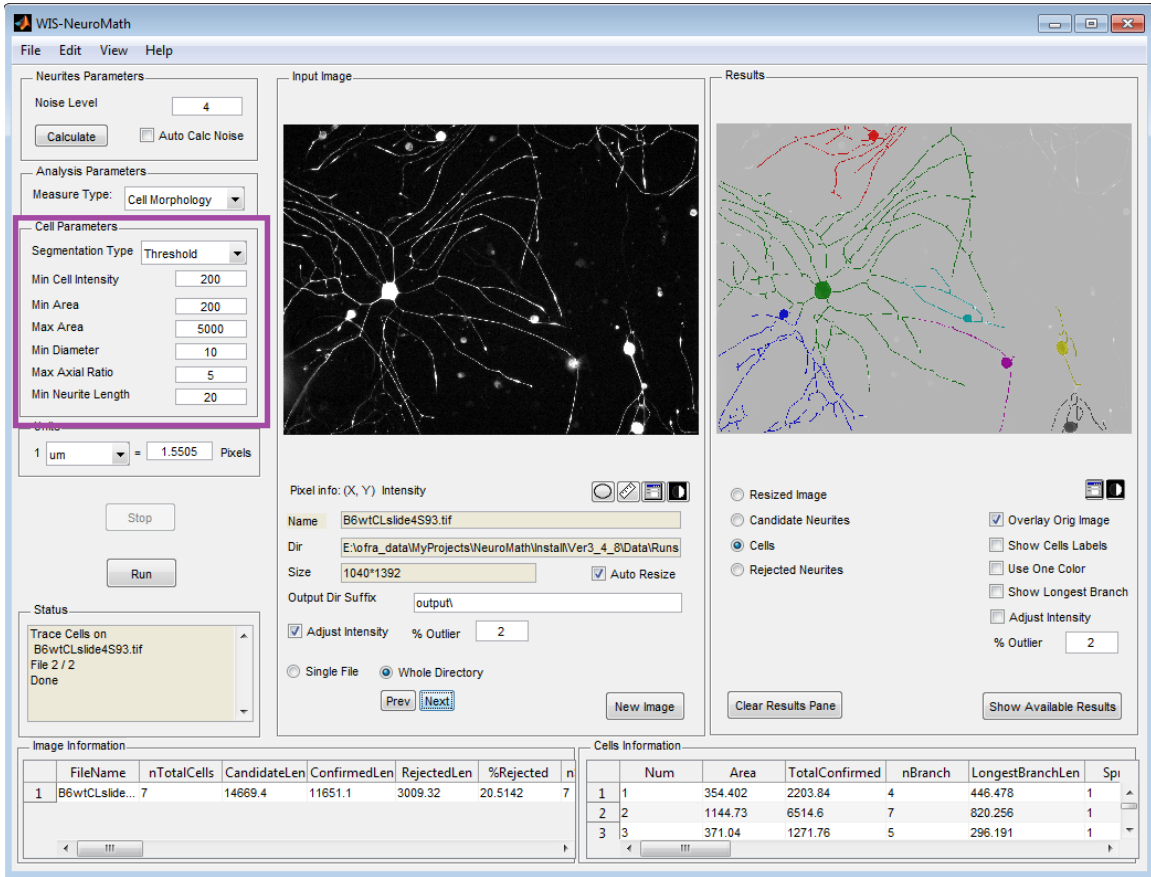 WIS-NeuroMath
File Edit View Help
Neurites Parameters
Noise Level 4
Calculate Auto Calc Noise
Analysis Parameters
Measure Type: Cell Morphology
Cell Parameters
Segmentation Type Threshold
Min Cell Intensity 200
Min Area 200
Max Area 5000
Min Diameter 10
Max Axial Ratio 5
Min Neurite Length 20
Units
1 um = 1.5505 Pixels
Stop
Run
Status
Trace Cells on
B6wtCLslide4S93.tif
File 2 / 2
Done
Input Image
Pixel info: (X, Y) Intensity
Name B6wtCLslide4S93.tif
Dir E:\ofra_data\MyProjects\NeuroMath\Install\Ver3_4_8\Data\Runs
Size 1040*1392 Auto Resize
Output Dir Suffix output\
Adjust Intensity % Outlier 2
Single File Whole Directory
Prev Next
New Image
Results
Resized Image
Candidate Neurites
Cells
Rejected Neurites
Overlay Orig Image
Show Cells Labels
Use One Color
Show Longest Branch
Adjust Intensity
% Outlier 2
Clear Results Pane
Show Available Results
Image Information
FileName nTotalCells CandidateLen ConfirmedLen RejectedLen %Rejected n
1 B6wtCLslide... 7 14669.4 11651.1 3009.32 20.5142 7
Cells Information
Num Area TotalConfirmed nBranch LongestBranchLen Spr
1 1 354.402 2203.84 4 446.478 1
2 2 1144.73 6514.6 7 820.256 1
3 3 371.04 1271.76 5 296.191 1